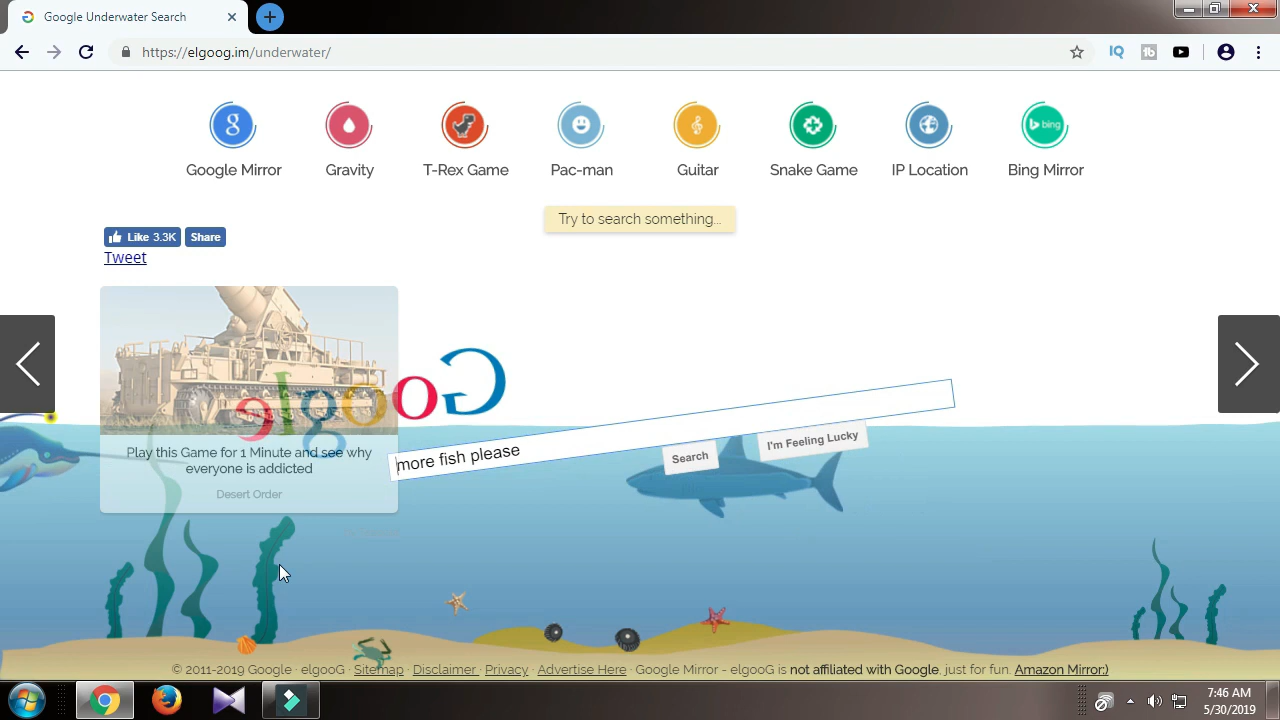 Google Underwater Search
https://elgoog.im/underwater/
IQ
tb
g
bing
Google Mirror
Gravity
T-Rex Game
Pac-man
Guitar
Snake Game
IP Location
Bing Mirror
Try to search something...
Like 3.3K
Share
Tweet
elgooG
more fish please
Search
I'm Feeling Lucky
Play this Game for 1 Minute and see why
everyone is addicted
Desert Order
© 2011-2019 Google · elgooG · Sitemap · Disclaimer · Privacy · Advertise Here · Google Mirror - elgooG is not affiliated with Google, just for fun. Amazon Mirror:)
7:46 AM
5/30/2019